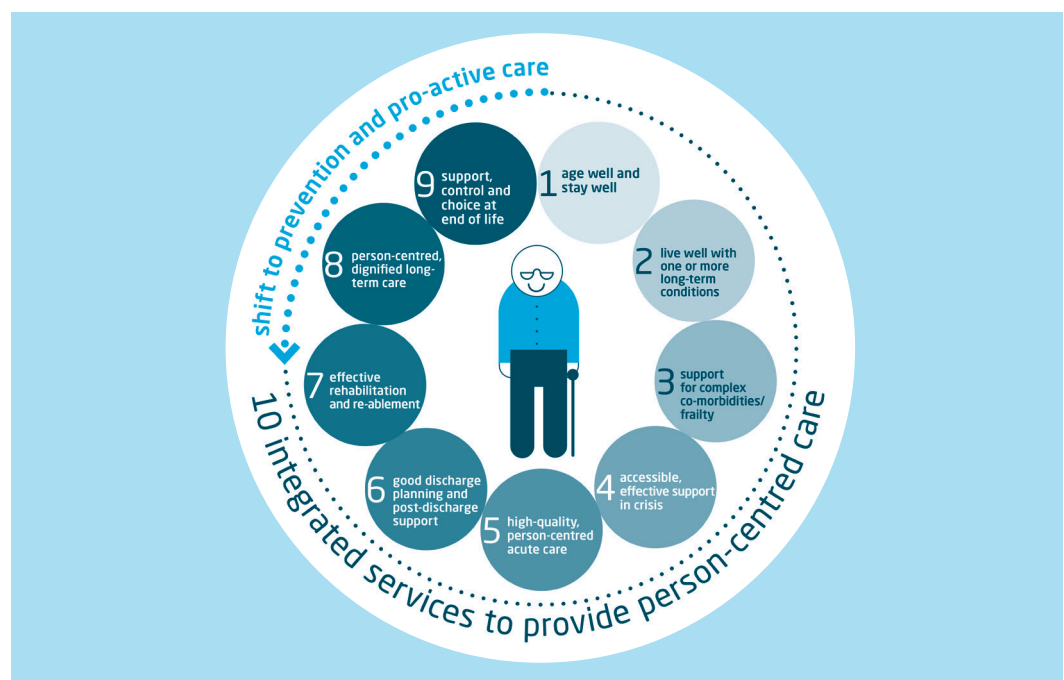 shift to prevention and pro-active care
1 age well and
stay well
2 live well with
one or more
long-term
conditions
3 support
for complex
co-morbidities/
frailty
4 accessible,
effective support
in crisis
5 high-quality,
person-centred
acute care
6 good discharge
planning and
post-discharge
support
7 effective
rehabilitation
and re-ablement
8 person-centred,
dignified long-
term care
9 support,
control and
choice at
end of life
10 integrated services to provide person-centred care